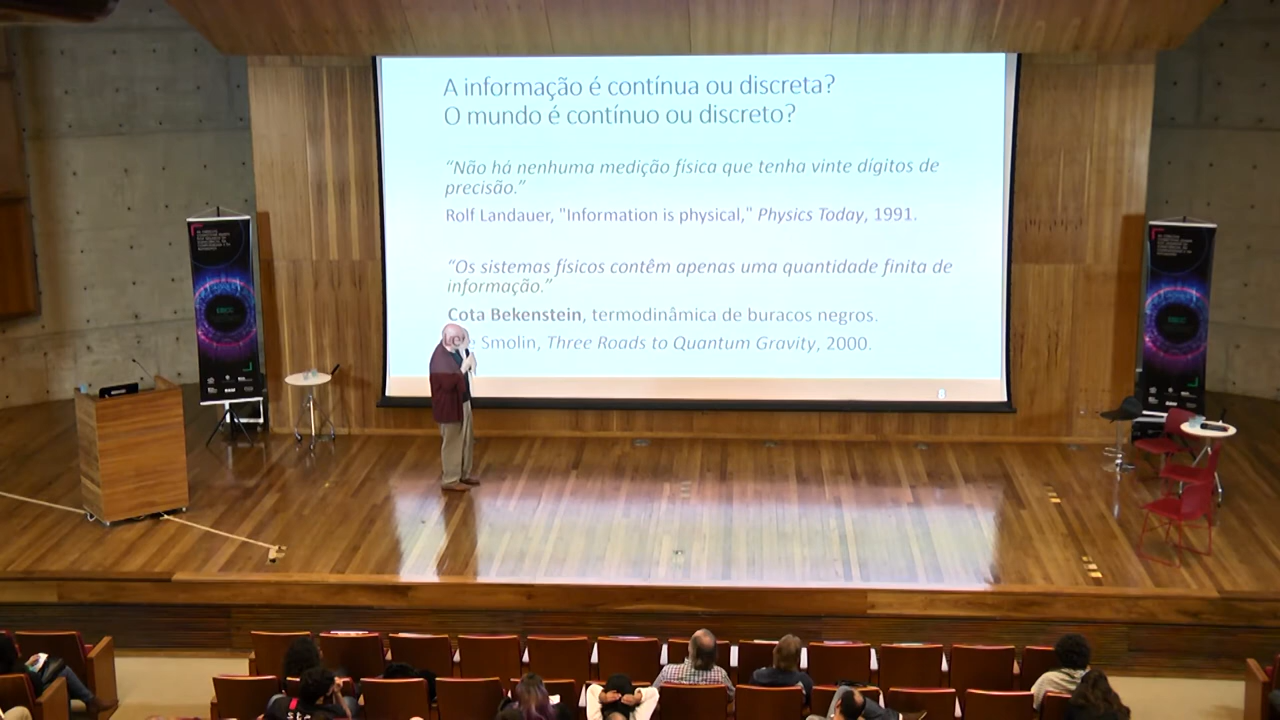 A informação é contínua ou discreta?
O mundo é contínuo ou discreto?
“Não há nenhuma medição física que tenha vinte dígitos de
precisão.”
Rolf Landauer, "Information is physical," Physics Today, 1991.
“Os sistemas físicos contêm apenas uma quantidade finita de
informação.”
Cota Bekenstein, termodinâmica de buracos negros.
Smolin, Three Roads to Quantum Gravity, 2000.
8